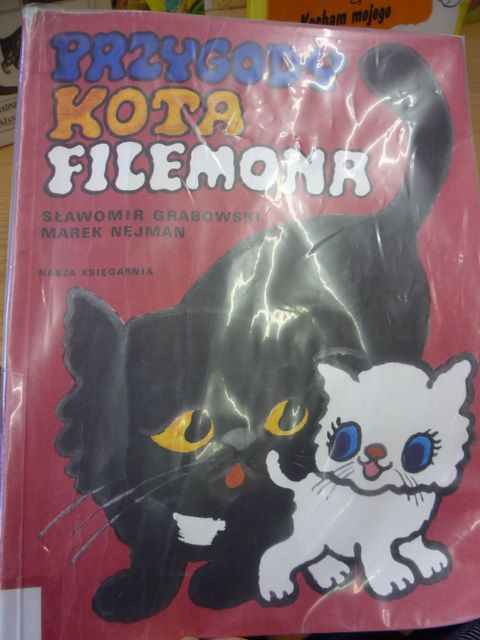 Kocham mojego
PRZYGODY
KOTA
FILEMONA
SŁAWOMIR GRABOWSKI
MAREK NEJMAN
NASZA KSIĘGARNIA